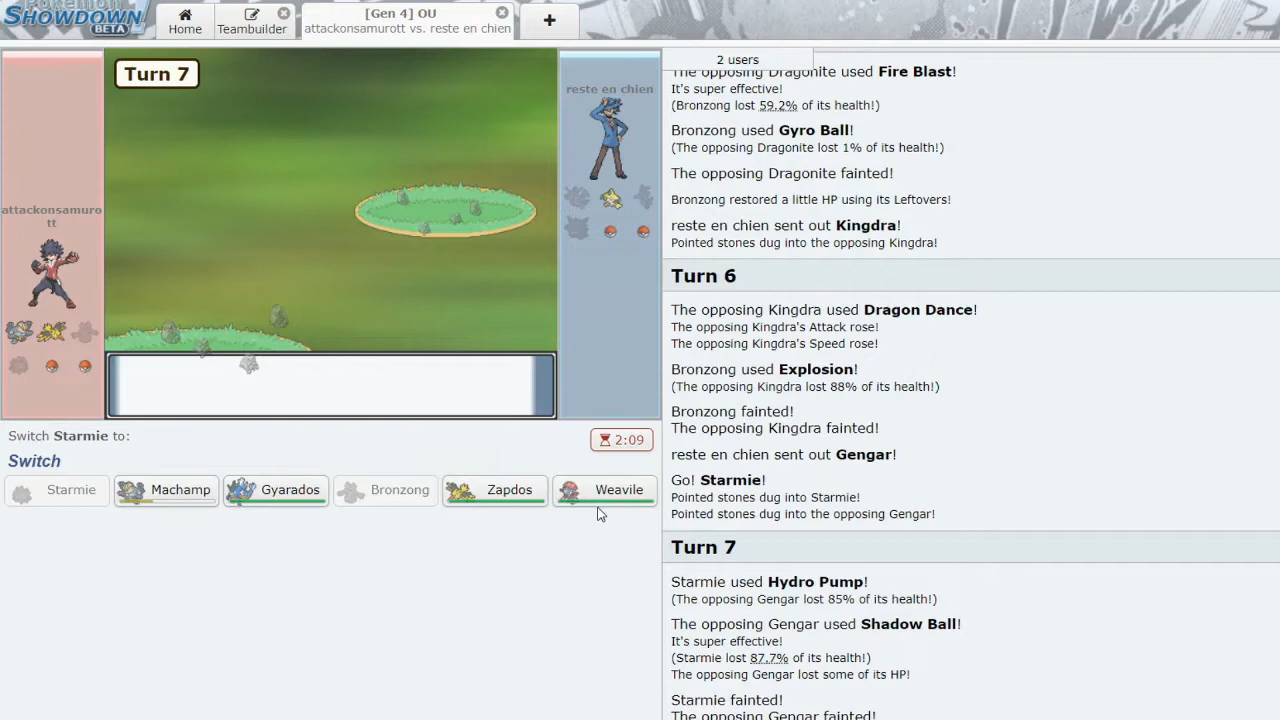 Pokémon
SHOWDOWN
BETA
Home
Teambuilder
[Gen 4] OU
attackonsamurott vs. reste en chien
+
Turn 7
attackonsamuro
tt
reste en chien
Switch Starmie to:
2:09
Switch
Starmie
Machamp
Gyarados
Bronzong
Zapdos
Weavile
2 users
The opposing Dragonite used Fire Blast!
It's super effective!
(Bronzong lost 59.2% of its health!)
Bronzong used Gyro Ball!
(The opposing Dragonite lost 1% of its health!)
The opposing Dragonite fainted!
Bronzong restored a little HP using its Leftovers!
reste en chien sent out Kingdra!
Pointed stones dug into the opposing Kingdra!
Turn 6
The opposing Kingdra used Dragon Dance!
The opposing Kingdra's Attack rose!
The opposing Kingdra's Speed rose!
Bronzong used Explosion!
(The opposing Kingdra lost 88% of its health!)
Bronzong fainted!
The opposing Kingdra fainted!
reste en chien sent out Gengar!
Go! Starmie!
Pointed stones dug into Starmie!
Pointed stones dug into the opposing Gengar!
Turn 7
Starmie used Hydro Pump!
(The opposing Gengar lost 85% of its health!)
The opposing Gengar used Shadow Ball!
It's super effective!
(Starmie lost 87.7% of its health!)
The opposing Gengar lost some of its HP!
Starmie fainted!
The opposing Gengar fainted!